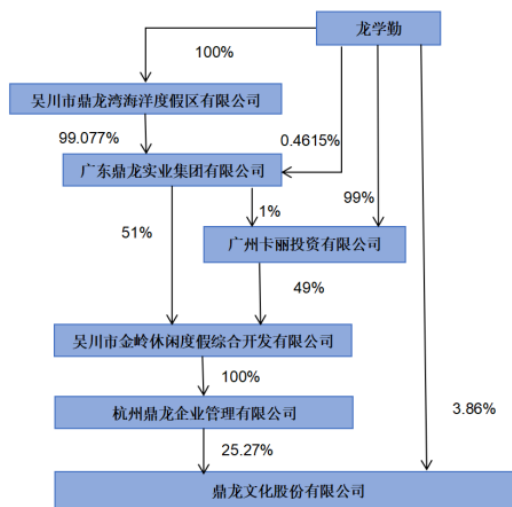 龙学勤
100%
吴川市鼎龙湾海洋度假区有限公司
99.077%
0.4615%
广东鼎龙实业集团有限公司
1%
99%
51%
广州卡丽投资有限公司
49%
吴川市金岭休闲度假综合开发有限公司
100%
杭州鼎龙企业管理有限公司
3.86%
25.27%
鼎龙文化股份有限公司